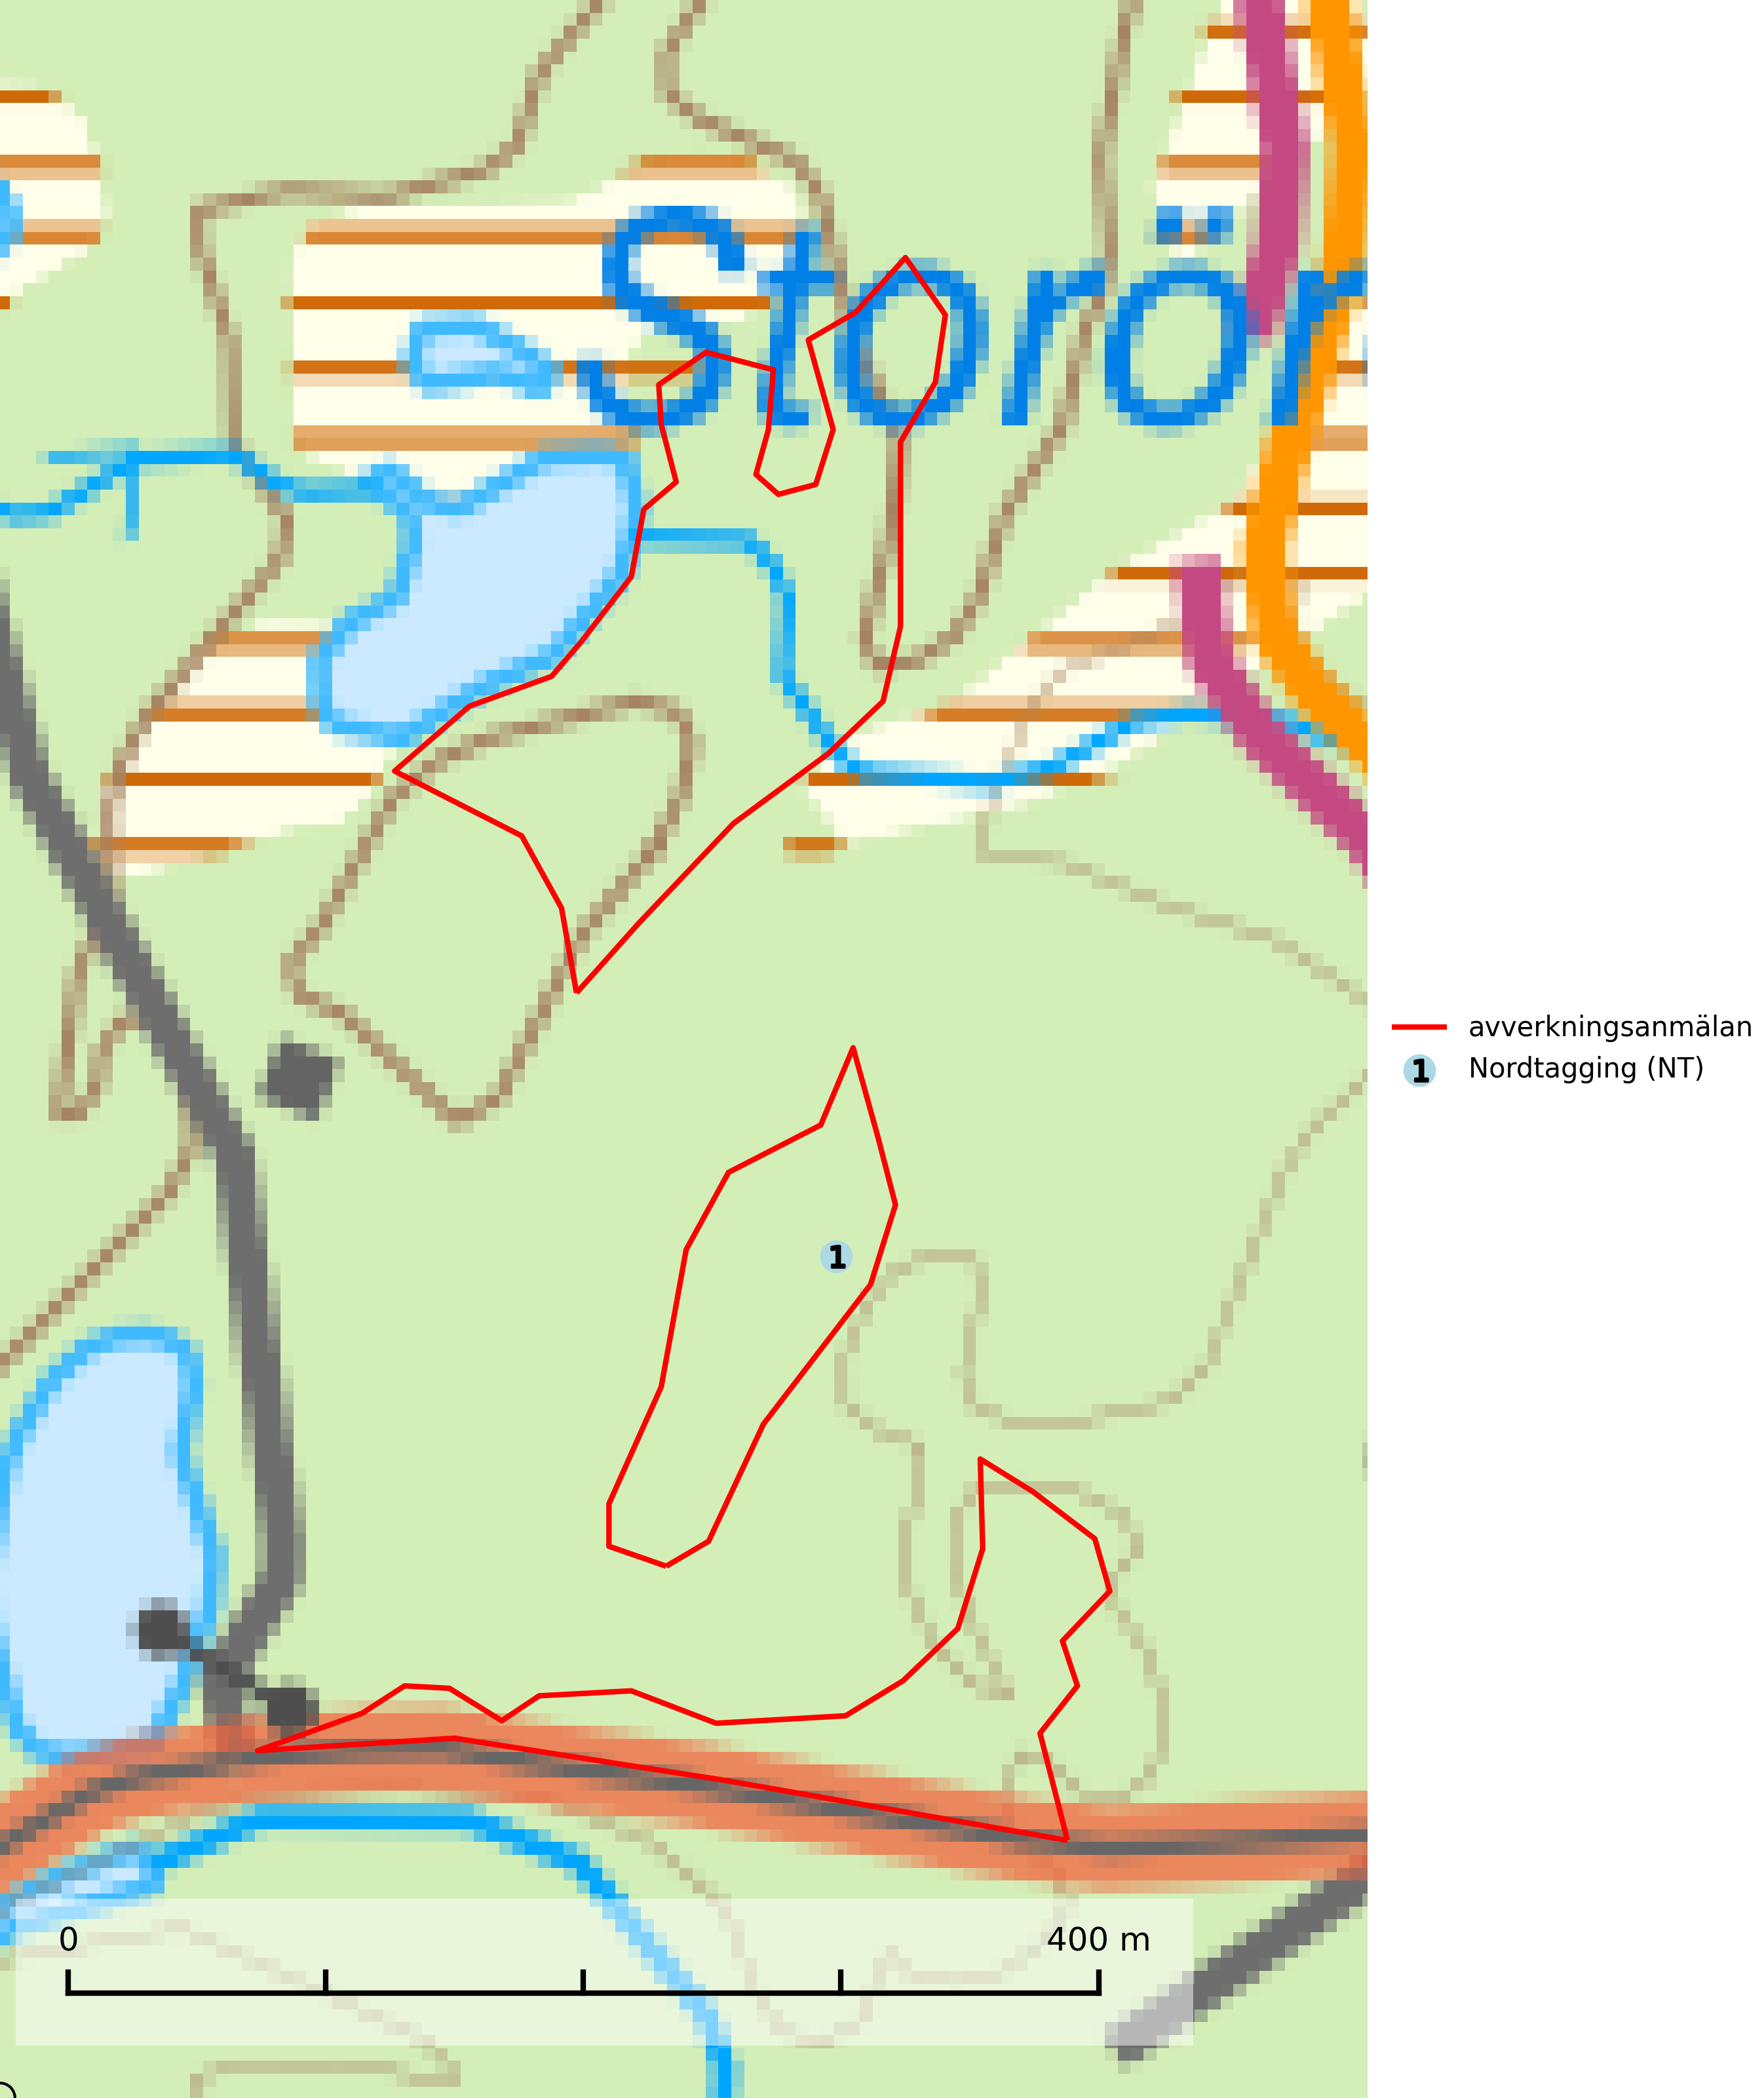 Storör
avverkningsanmälan
1 Nordtagging (NT)
1
0 400 m